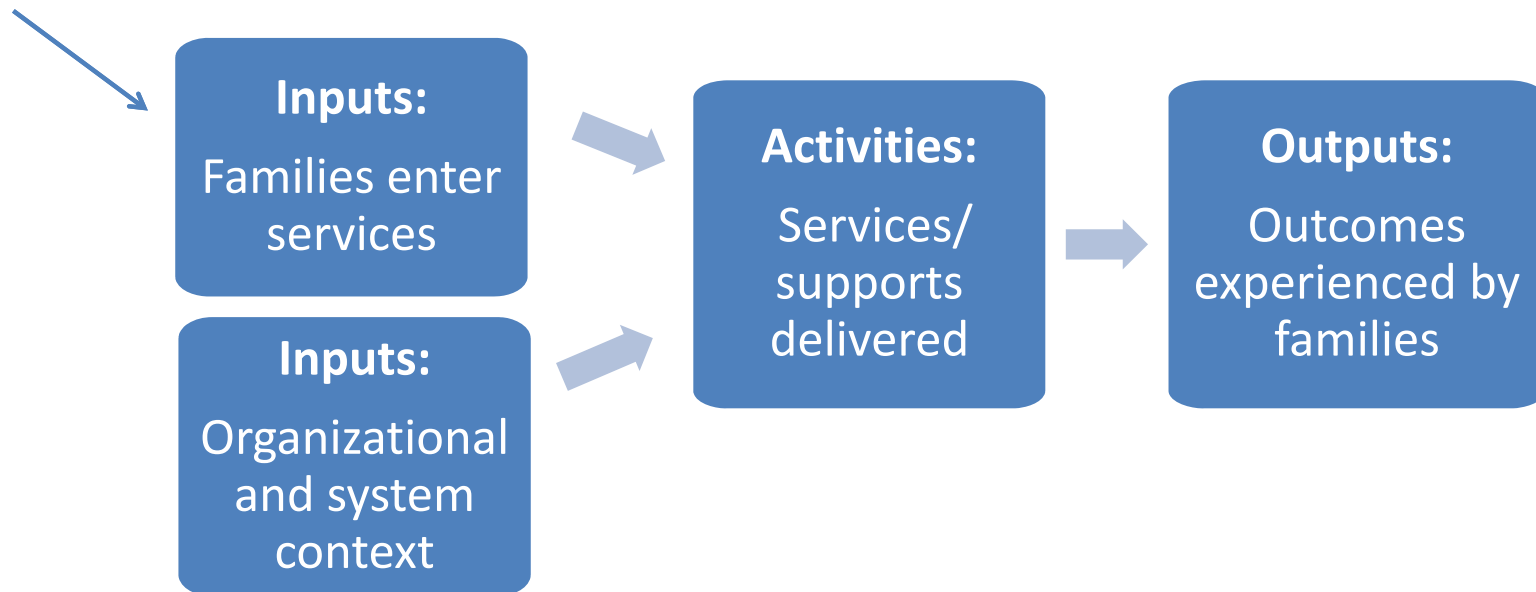 Inputs:
Families enter
services
Inputs:
Organizational
and system
context
Activities:
Services/
supports
delivered
Outputs:
Outcomes
experienced by
families